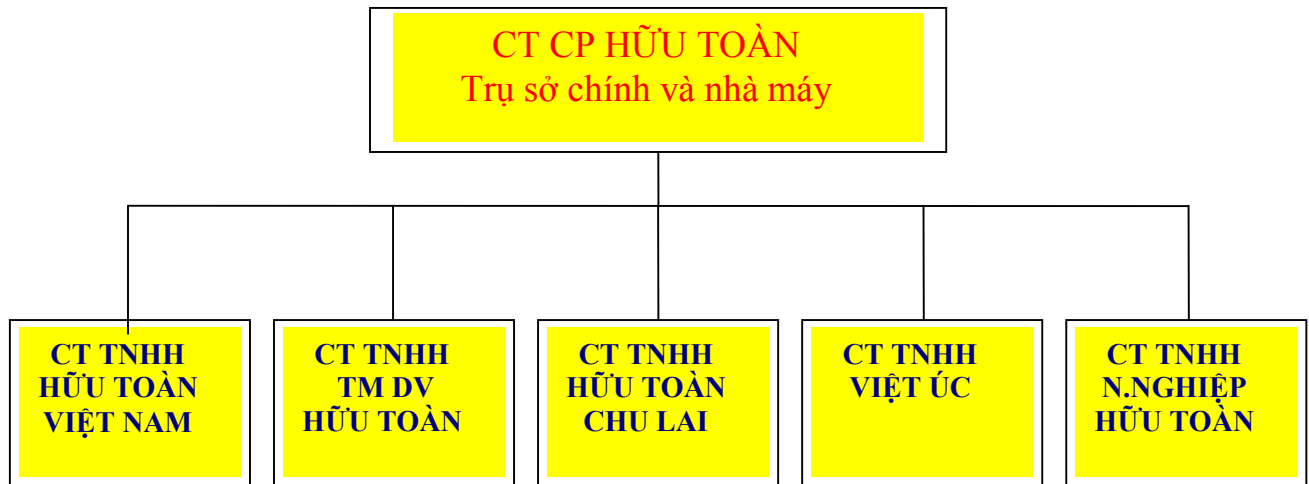 CT CP HỮU TOÀN
Trụ sở chính và nhà máy
CT TNHH
HỮU TOÀN
VIỆT NAM
CT TNHH
TM DV
HỮU TOÀN
CT TNHH
HỮU TOÀN
CHU LAI
CT TNHH
VIỆT ÚC
CT TNHH
N.NGHIỆP
HỮU TOÀN